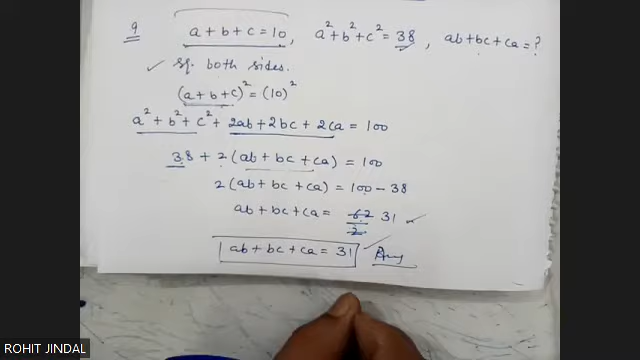 9 a + b + c = 10, a² + b² + c² = 38, ab + bc + ca = ?
✓ sq. both sides.
(a + b + c)² = (10)²
a² + b² + c² + 2ab + 2bc + 2ca = 100
38 + 2(ab + bc + ca) = 100
2(ab + bc + ca) = 100 - 38
ab + bc + ca = 62/2 31 ✓
ab + bc + ca = 31 ✓ Ans
ROHIT JINDAL